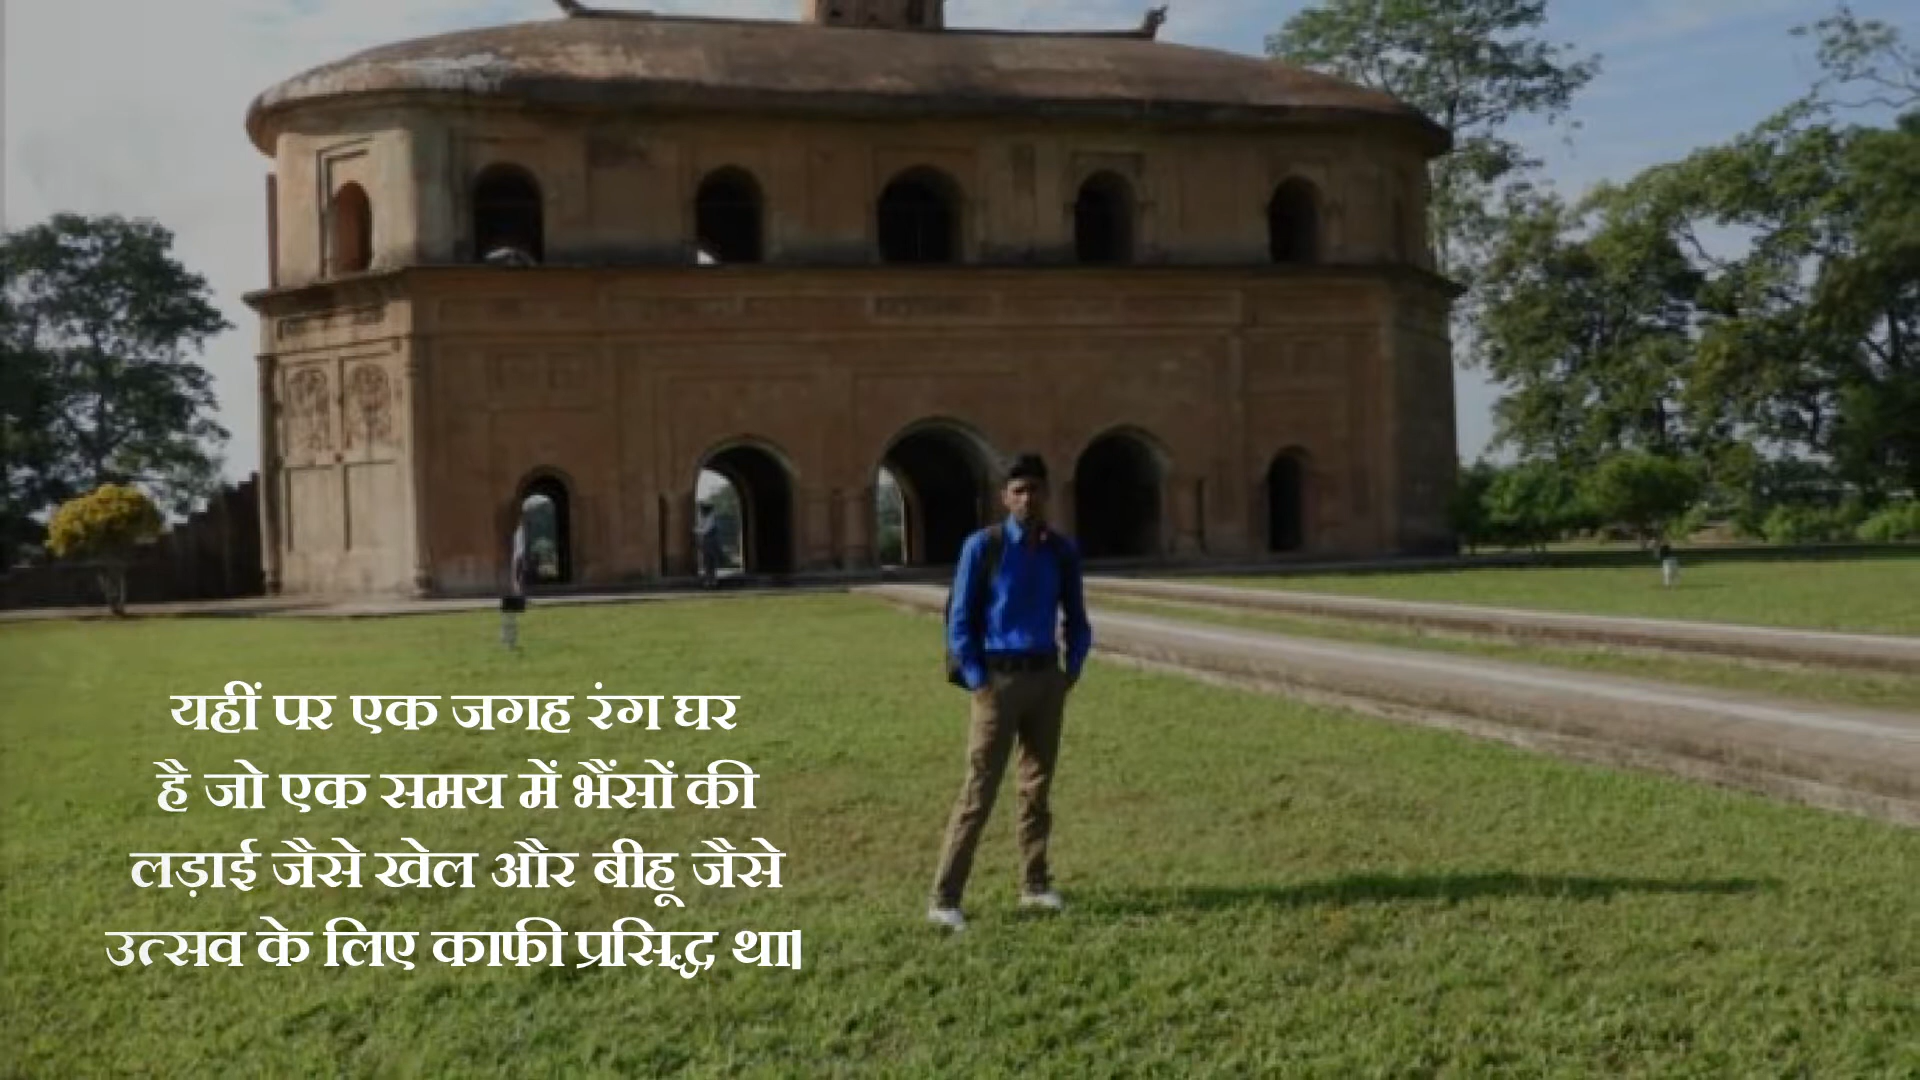 यहीं पर एक जगह रंग घर
है जो एक समय में भैंसों की
लड़ाई जैसे खेल और बीहू जैसे
उत्सव के लिए काफी प्रसिद्ध था।